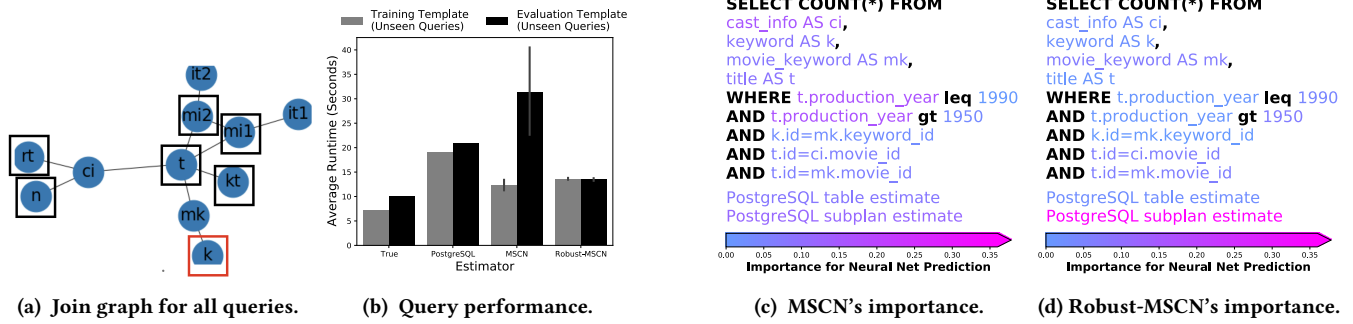 it2
mi2
mi1
it1
rt
ci
t
n
kt
mk
k
(a) Join graph for all queries.
Training Template
(Unseen Queries)
Evaluation Template
(Unseen Queries)
Average Runtime (Seconds)
40
35
30
25
20
15
10
5
0
True
PostgreSQL
MSCN
Robust-MSCN
Estimator
(b) Query performance.
SELECT COUNT(*) FROM
cast_info AS ci,
keyword AS k,
movie_keyword AS mk,
title AS t
WHERE t.production_year leq 1990
AND t.production_year gt 1950
AND k.id=mk.keyword_id
AND t.id=ci.movie_id
AND t.id=mk.movie_id
PostgreSQL table estimate
PostgreSQL subplan estimate
0.00 0.05 0.10 0.15 0.20 0.25 0.30 0.35
Importance for Neural Net Prediction
(c) MSCN's importance.
SELECT COUNT(*) FROM
cast_info AS ci,
keyword AS k,
movie_keyword AS mk,
title AS t
WHERE t.production_year leq 1990
AND t.production_year gt 1950
AND k.id=mk.keyword_id
AND t.id=ci.movie_id
AND t.id=mk.movie_id
PostgreSQL table estimate
PostgreSQL subplan estimate
0.00 0.05 0.10 0.15 0.20 0.25 0.30 0.35
Importance for Neural Net Prediction
(d) Robust-MSCN's importance.